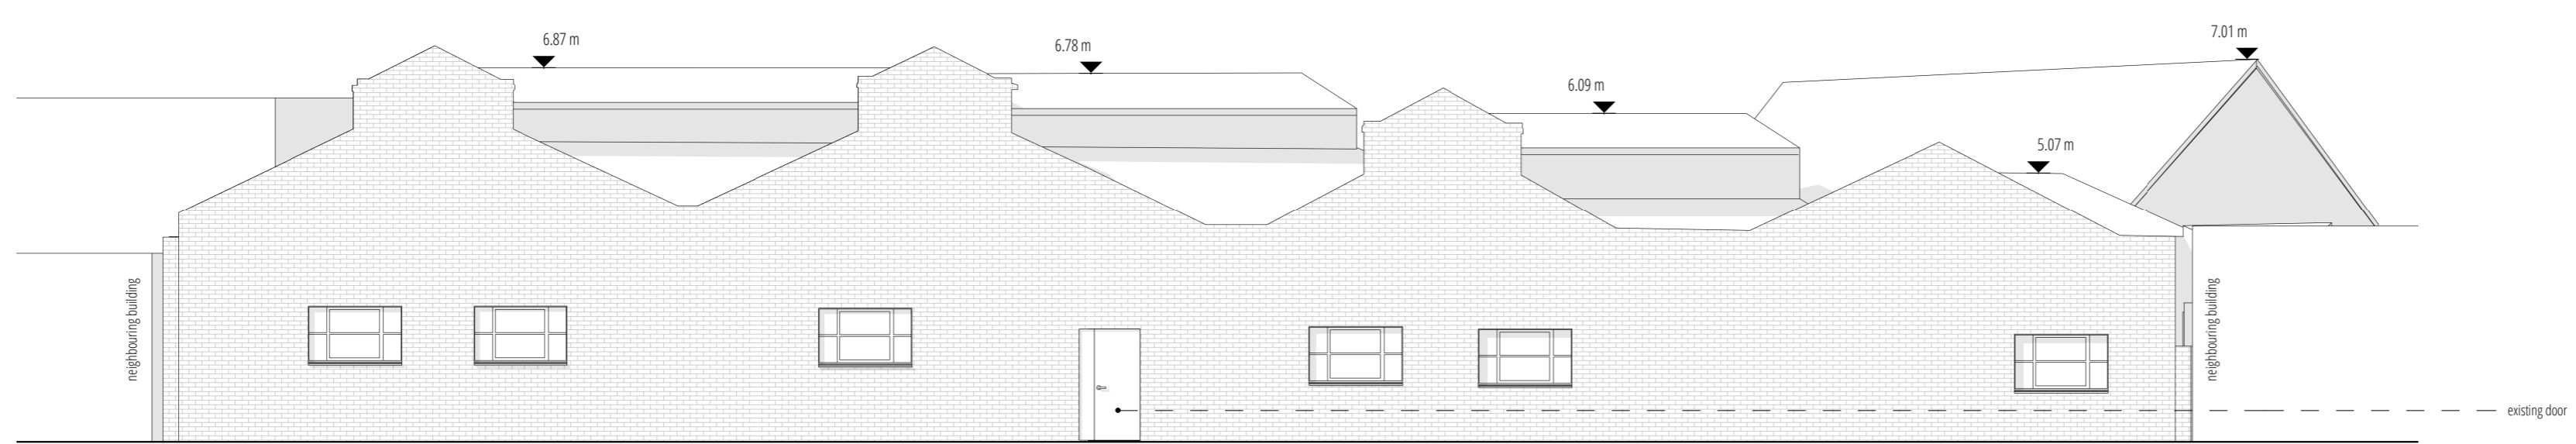 6.87 m
6.78 m
6.09 m
5.07 m
7.01 m
neighbouring building
neighbouring building
existing door